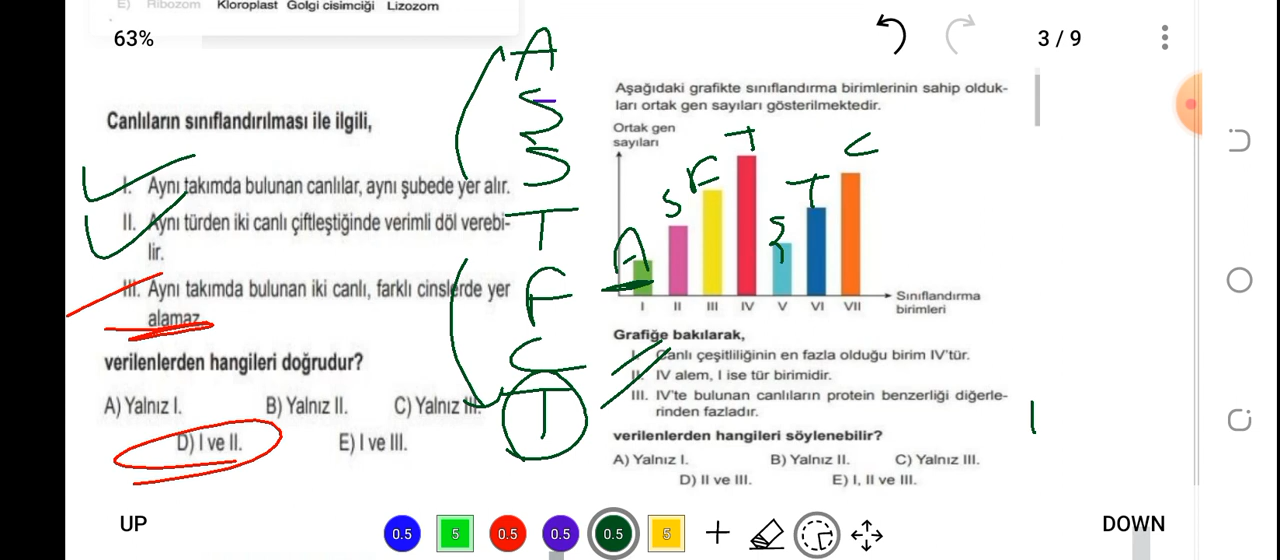 E) Ribozom Kloroplast Golgi cisimciği Lizozom
63%
3 / 9
Canlıların sınıflandırılması ile ilgili,
I. Aynı takımda bulunan canlılar, aynı şubede yer alır.
II. Aynı türden iki canlı çiftleştiğinde verimli döl verebi-
lir.
III. Aynı takımda bulunan iki canlı, farklı cinslerde yer
alamaz.
verilenlerden hangileri doğrudur?
A) Yalnız I.
B) Yalnız II.
C) Yalnız III.
D) I ve II.
E) I ve III.
A
Ş
S
T
F
C
T
Aşağıdaki grafikte sınıflandırma birimlerinin sahip olduk-
ları ortak gen sayıları gösterilmektedir.
Ortak gen
sayıları
A S F T Ş T C
I II III IV V VI VII
Sınıflandırma
birimleri
Grafiğe bakılarak,
I. Canlı çeşitliliğinin en fazla olduğu birim IV'tür.
II. IV alem, I ise tür birimidir.
III. IV'te bulunan canlıların protein benzerliği diğerle-
rinden fazladır.
verilenlerden hangileri söylenebilir?
A) Yalnız I.
B) Yalnız II.
C) Yalnız III.
D) II ve III.
E) I, II ve III.
UP
0.5 5 0.5 0.5 0.5 5
DOWN